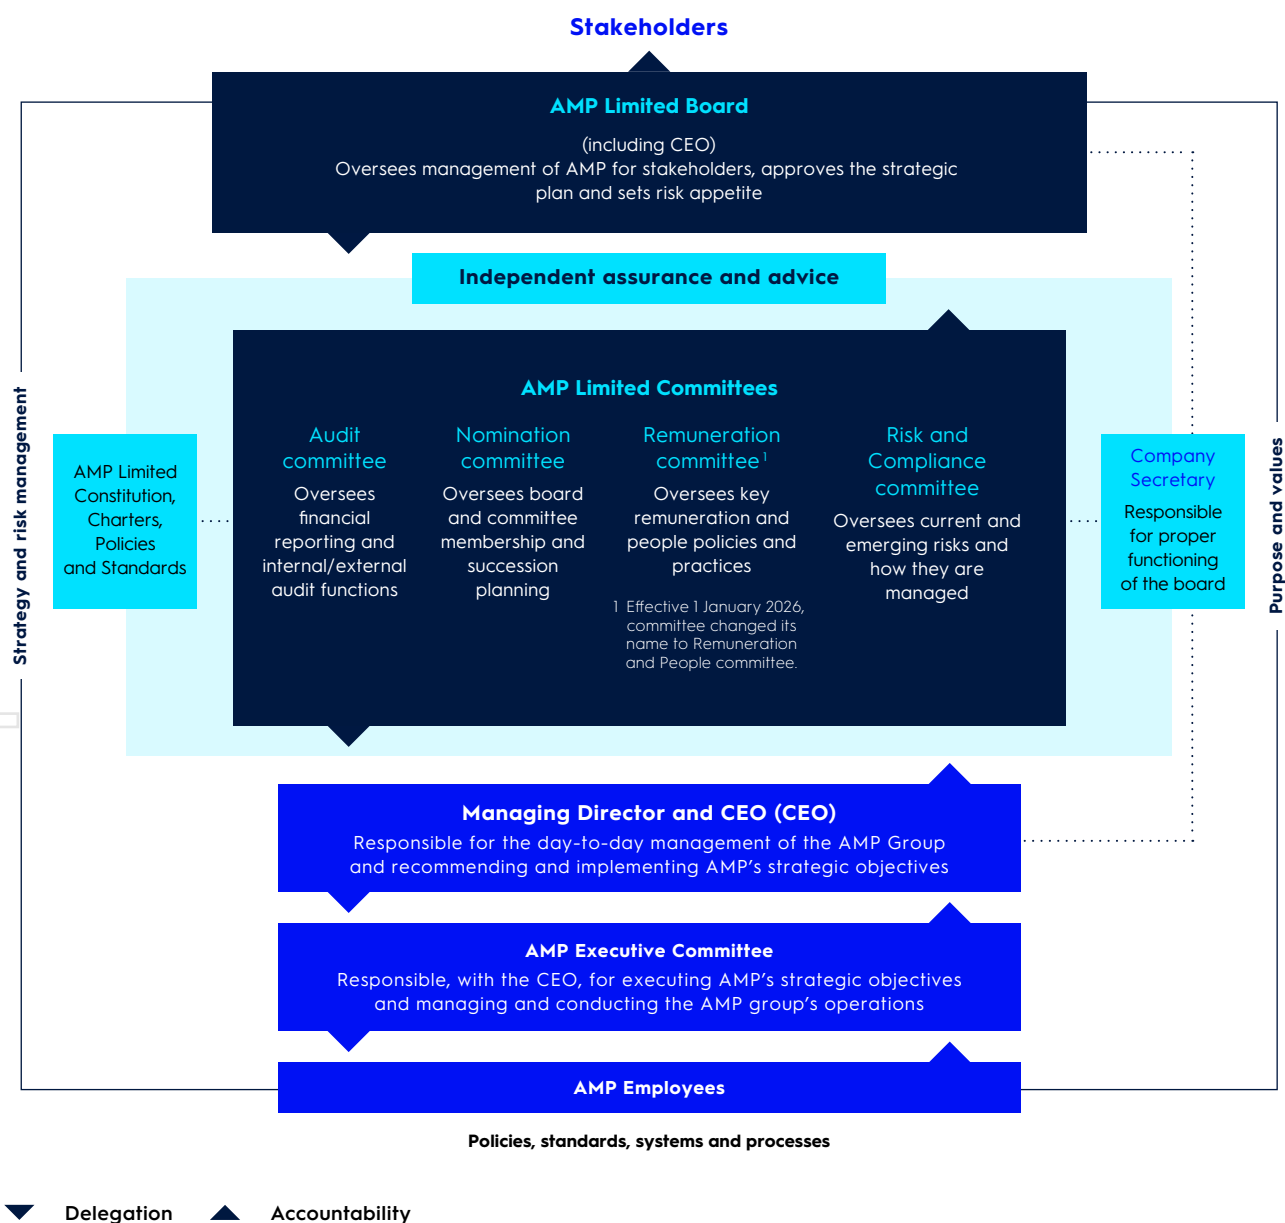 Stakeholders
AMP Limited Board
(including CEO)
Oversees management of AMP for stakeholders, approves the strategic
plan and sets risk appetite
Independent assurance and advice
Strategy and risk management
AMP Limited
Constitution,
Charters,
Policies
and Standards
AMP Limited Committees
Audit
committee
Oversees
financial
reporting and
internal/external
audit functions
Nomination
committee
Oversees board
and committee
membership and
succession
planning
Remuneration
committee¹
Oversees key
remuneration and
people policies and
practices
1 Effective 1 January 2026,
committee changed its
name to Remuneration
and People committee.
Risk and
Compliance
committee
Oversees current and
emerging risks and
how they are
managed
Company
Secretary
Responsible
for proper
functioning
of the board
Purpose and values
Managing Director and CEO (CEO)
Responsible for the day-to-day management of the AMP Group
and recommending and implementing AMP’s strategic objectives
AMP Executive Committee
Responsible, with the CEO, for executing AMP’s strategic objectives
and managing and conducting the AMP group’s operations
AMP Employees
Policies, standards, systems and processes
Delegation
Accountability